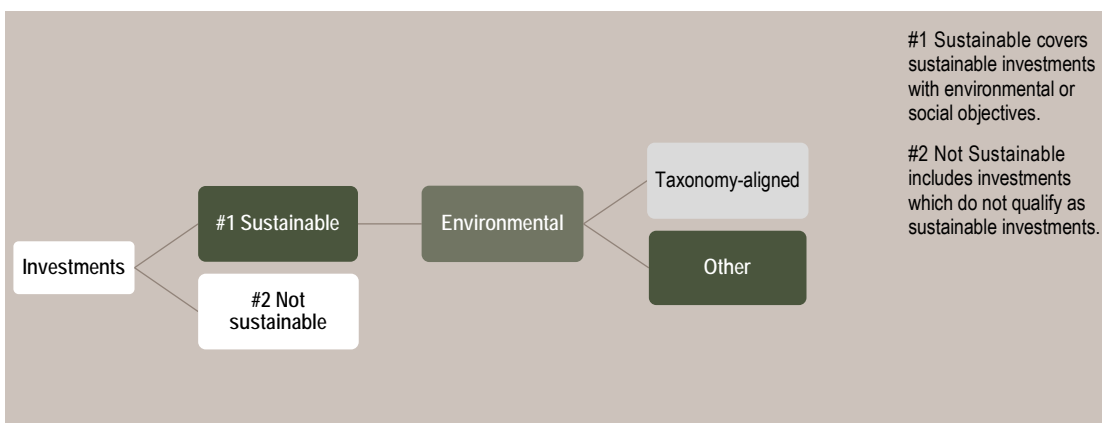 #1 Sustainable covers
sustainable investments
with environmental or
social objectives.
#2 Not Sustainable
includes investments
which do not qualify as
sustainable investments.
Investments
#1 Sustainable
#2 Not
sustainable
Environmental
Taxonomy-aligned
Other